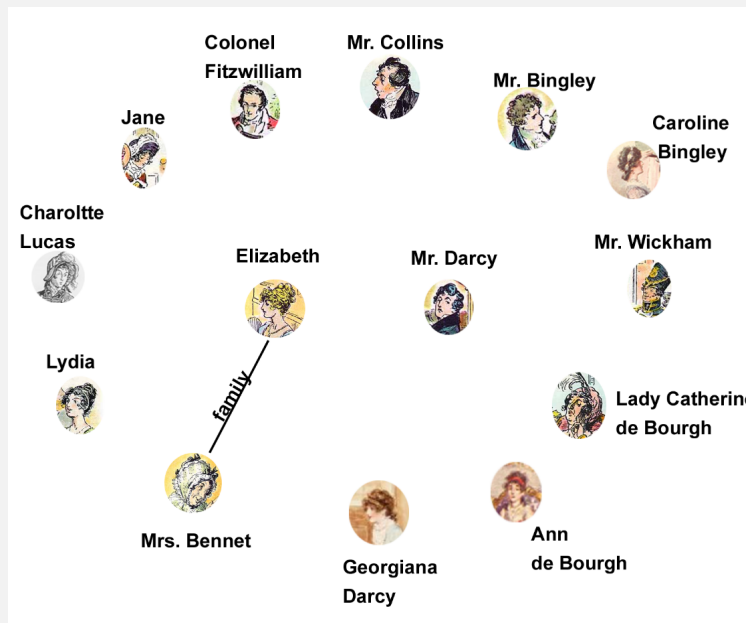 Colonel
Fitzwilliam
Mr. Collins
Mr. Bingley
Jane
Caroline
Bingley
Charoltte
Lucas
Elizabeth
Mr. Darcy
Mr. Wickham
Lydia
family
Lady Catherine
de Bourgh
Mrs. Bennet
Georgiana
Darcy
Ann
de Bourgh